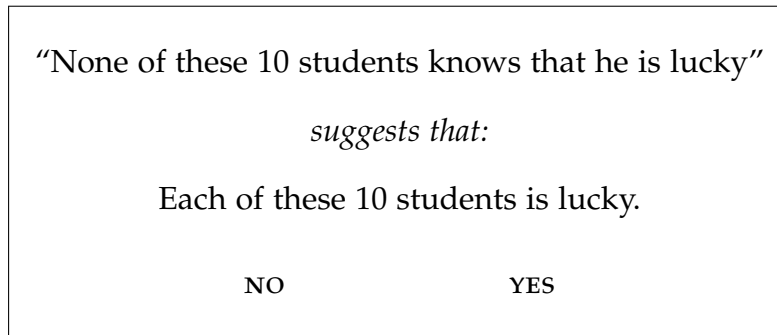 “None of these 10 students knows that he is lucky”
suggests that:
Each of these 10 students is lucky.
NO YES